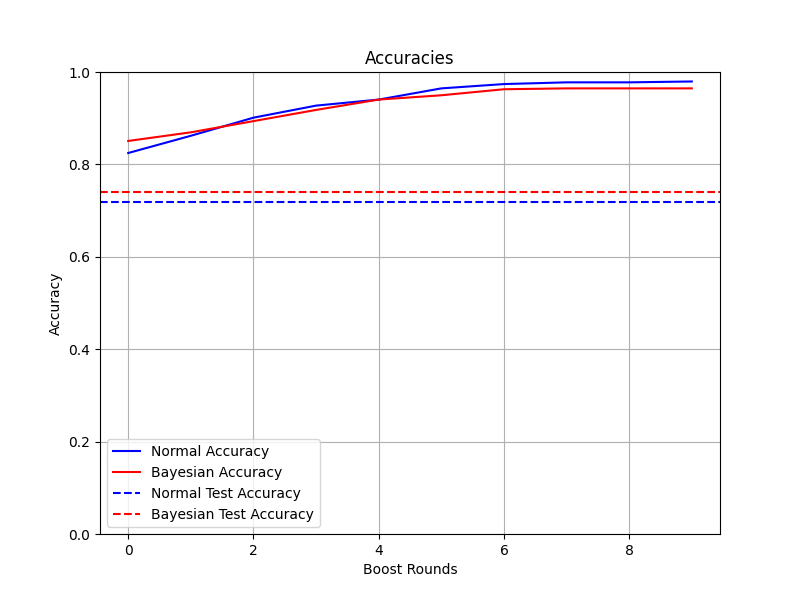 Accuracies
1.0
0.8
0.6
0.4
0.2
0.0
Accuracy
Normal Accuracy
Bayesian Accuracy
Normal Test Accuracy
Bayesian Test Accuracy
0 2 4 6 8
Boost Rounds